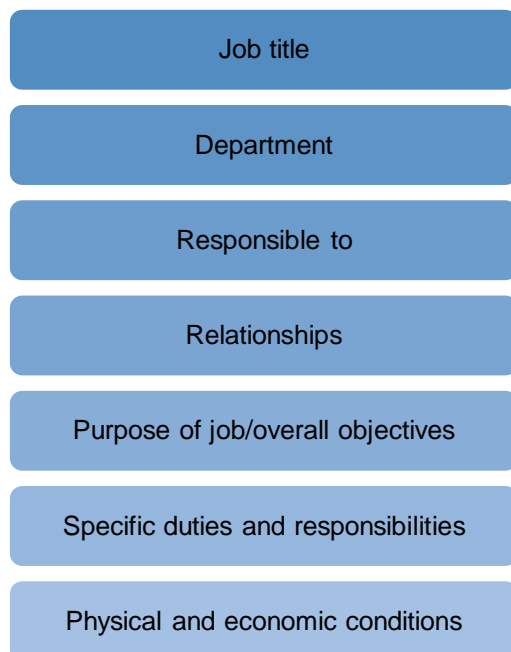 Job title
Department
Responsible to
Relationships
Purpose of job/overall objectives
Specific duties and responsibilities
Physical and economic conditions